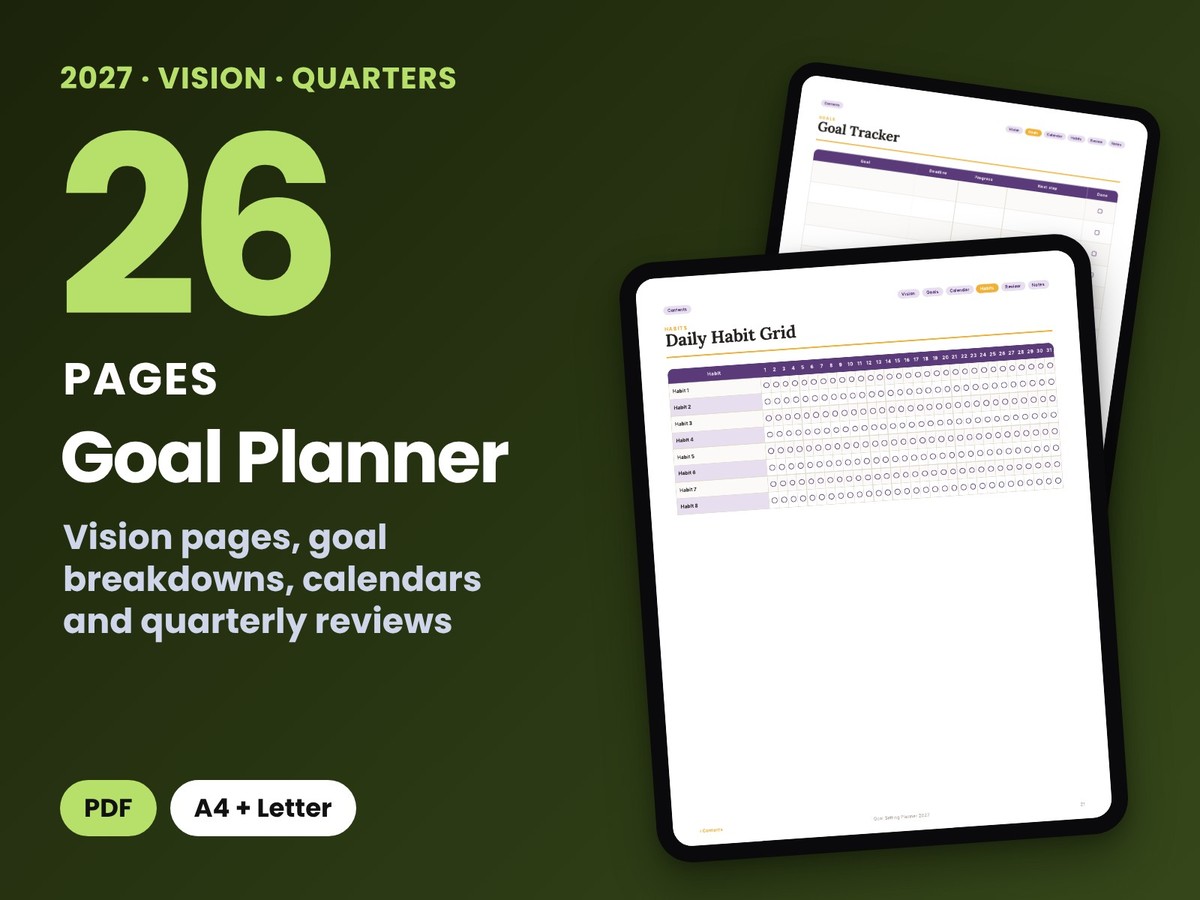 2027 · VISION · QUARTERS
26
PAGES
Goal Planner
Vision pages, goal
breakdowns, calendars
and quarterly reviews
PDF
A4 + Letter
Contents
Vision Goals Calendar Habits Review Notes
GOALS
Goal Tracker
Goal Deadline Progress Next step Done
Contents
Vision Goals Calendar Habits Review Notes
HABITS
Daily Habit Grid
Habit 1 2 3 4 5 6 7 8 9 10 11 12 13 14 15 16 17 18 19 20 21 22 23 24 25 26 27 28 29 30 31
Habit 1
Habit 2
Habit 3
Habit 4
Habit 5
Habit 6
Habit 7
Habit 8
‹ Contents
Goal Setting Planner 2027
21